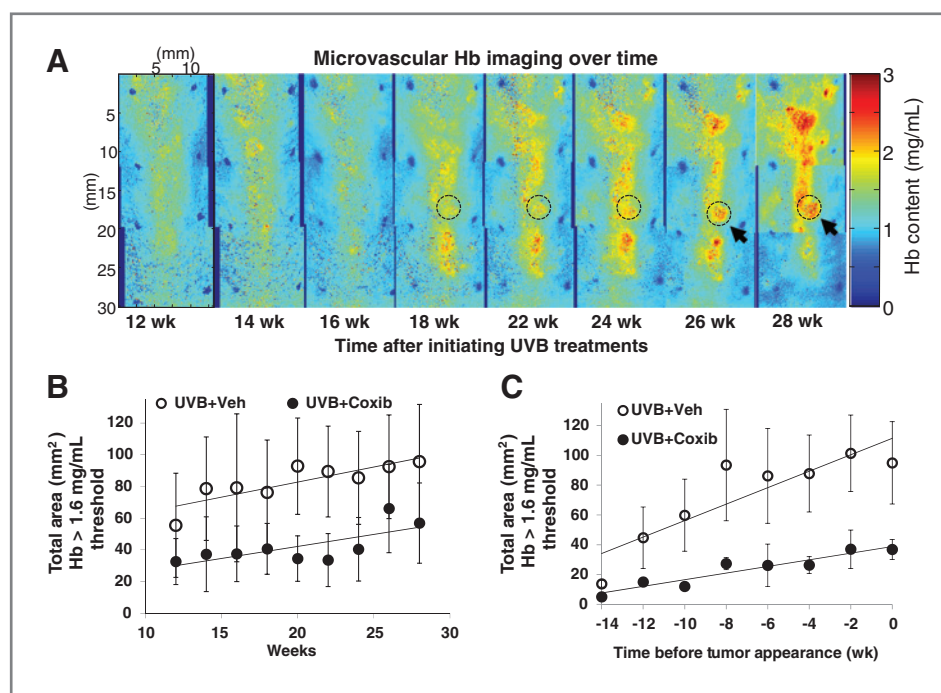 A
(mm)
5 10
Microvascular Hb imaging over time
5
10
15
20
25
30
(mm)
12 wk 14 wk 16 wk 18 wk 22 wk 24 wk 26 wk 28 wk
Time after initiating UVB treatments
3
2
1
0
Hb content (mg/mL)
B
UVB+Veh UVB+Coxib
Total area (mm²)
Hb > 1.6 mg/mL
threshold
120
100
80
60
40
20
0
10 15 20 25 30
Weeks
C
UVB+Veh
UVB+Coxib
Total area (mm²)
Hb > 1.6 mg/mL
threshold
120
100
80
60
40
20
0
-14 -12 -10 -8 -6 -4 -2 0
Time before tumor appearance (wk)